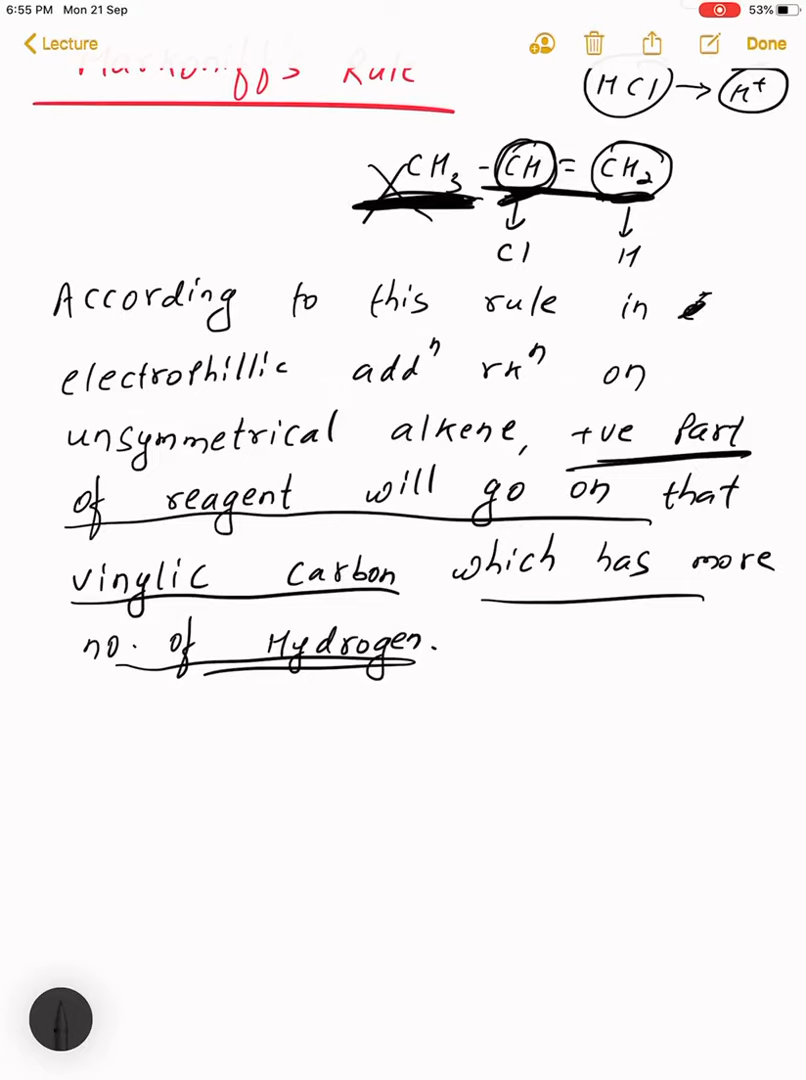 6:55 PM Mon 21 Sep
53%
Lecture
Done
Rule
HCl → H+
CH3 - CH = CH2
Cl H
According to this rule in
electrophillic addn rxn on
unsymmetrical alkene, +ve Part
of reagent will go on that
vinylic Carbon which has more
no. of Hydrogen.